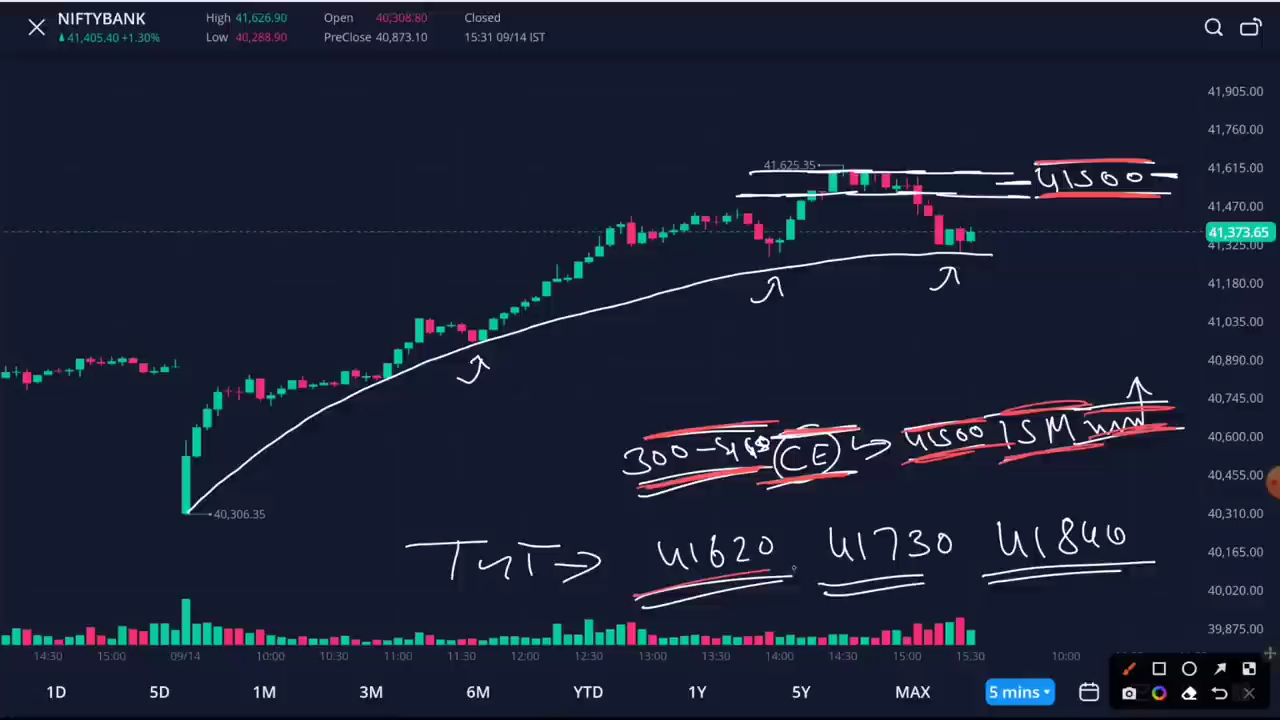 NIFTYBANK
High 41,626.90 Open 40,308.80 Closed
▲41,405.40 +1.30% Low 40,288.90 PreClose 40,873.10 15:31 09/14 IST
41,905.00
41,760.00
41,625.35 41,615.00
41500
41,470.00
41,373.65
41,325.00
41,180.00
41,035.00
40,890.00
40,745.00
40,600.00
300 CE 41500 15M
40,455.00
40,306.35 40,310.00
TNT 41620 41730 41840
40,165.00
40,020.00
39,875.00
14:30 15:00 09/14 10:00 10:30 11:00 11:30 12:00 12:30 13:00 13:30 14:00 14:30 15:00 15:30 10:00
1D 5D 1M 3M 6M YTD 1Y 5Y MAX 5 mins